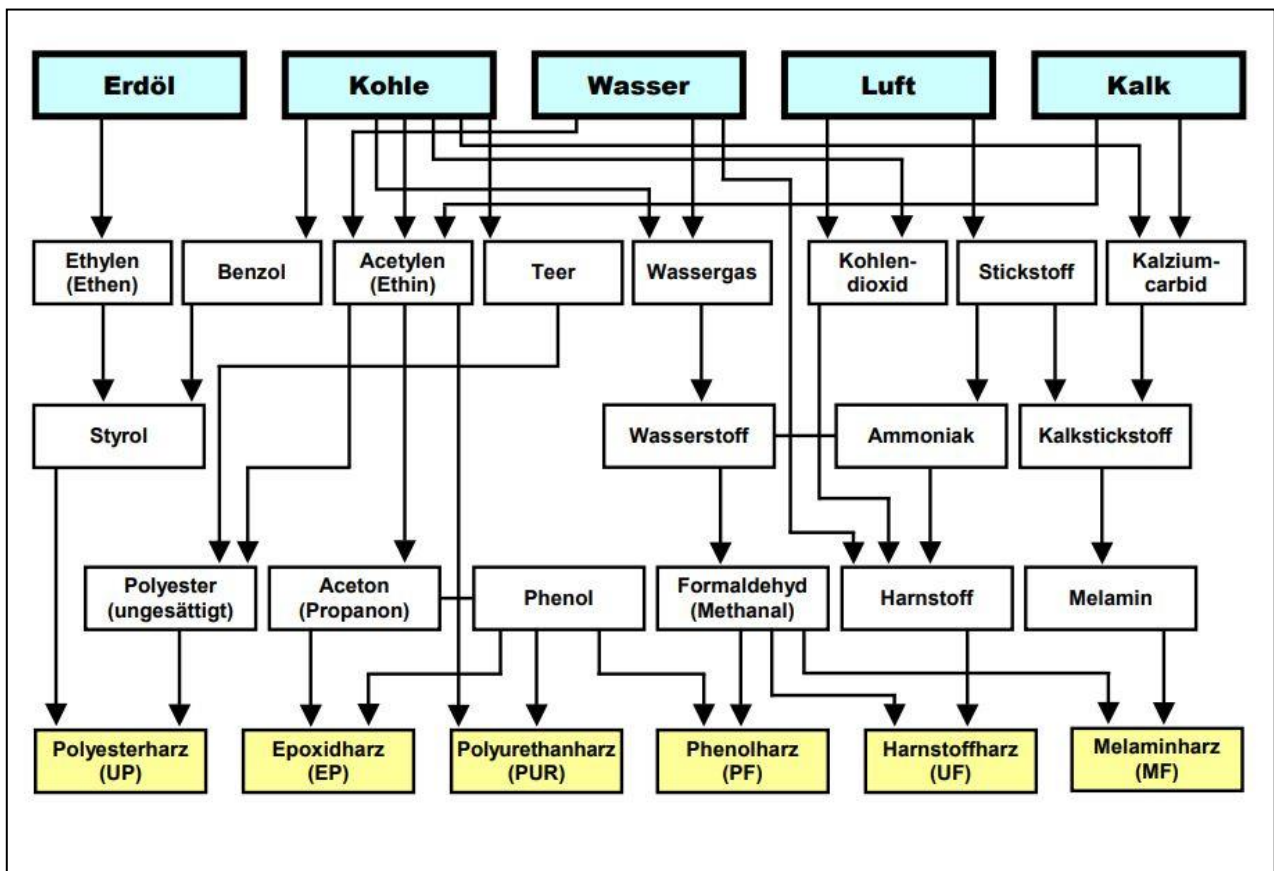 Erdöl
Kohle
Wasser
Luft
Kalk
Ethylen
(Ethen)
Benzol
Acetylen
(Ethin)
Teer
Wassergas
Kohlen-
dioxid
Stickstoff
Kalzium-
carbid
Styrol
Wasserstoff
Ammoniak
Kalkstickstoff
Polyester
(ungesättigt)
Aceton
(Propanon)
Phenol
Formaldehyd
(Methanal)
Harnstoff
Melamin
Polyesterharz
(UP)
Epoxidharz
(EP)
Polyurethanharz
(PUR)
Phenolharz
(PF)
Harnstoffharz
(UF)
Melaminharz
(MF)